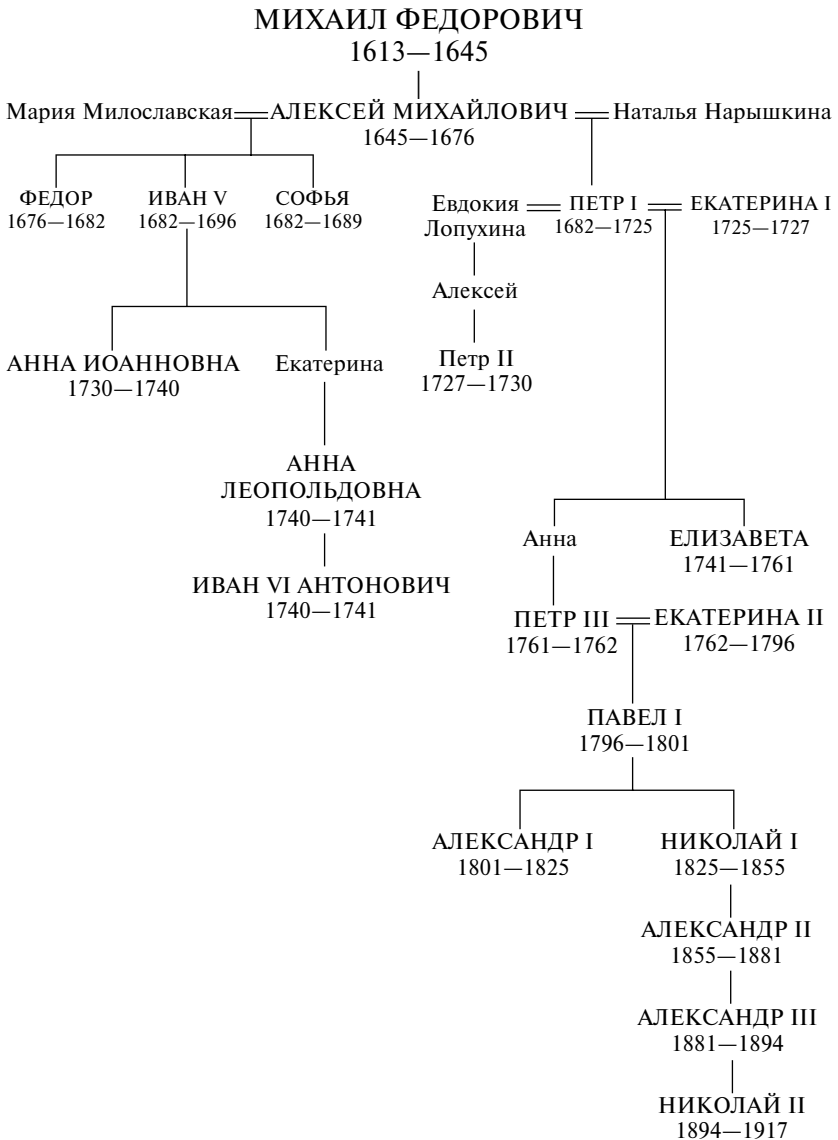 МИХАИЛ ФЕДОРОВИЧ
1613—1645
Мария Милославская АЛЕКСЕЙ МИХАЙЛОВИЧ Наталья Нарышкина
1645—1676
ФЕДОР ИВАН V СОФЬЯ
1676—1682 1682—1696 1682—1689
Евдокия ПЕТР I ЕКАТЕРИНА I
Лопухина 1682—1725 1725—1727
Алексей
АННА ИОАННОВНА Екатерина Петр II
1730—1740 1727—1730
АННА
ЛЕОПОЛЬДОВНА
1740—1741
Анна ЕЛИЗАВЕТА
1741—1761
ИВАН VI АНТОНОВИЧ
1740—1741
ПЕТР III ЕКАТЕРИНА II
1761—1762 1762—1796
ПАВЕЛ I
1796—1801
АЛЕКСАНДР I НИКОЛАЙ I
1801—1825 1825—1855
АЛЕКСАНДР II
1855—1881
АЛЕКСАНДР III
1881—1894
НИКОЛАЙ II
1894—1917